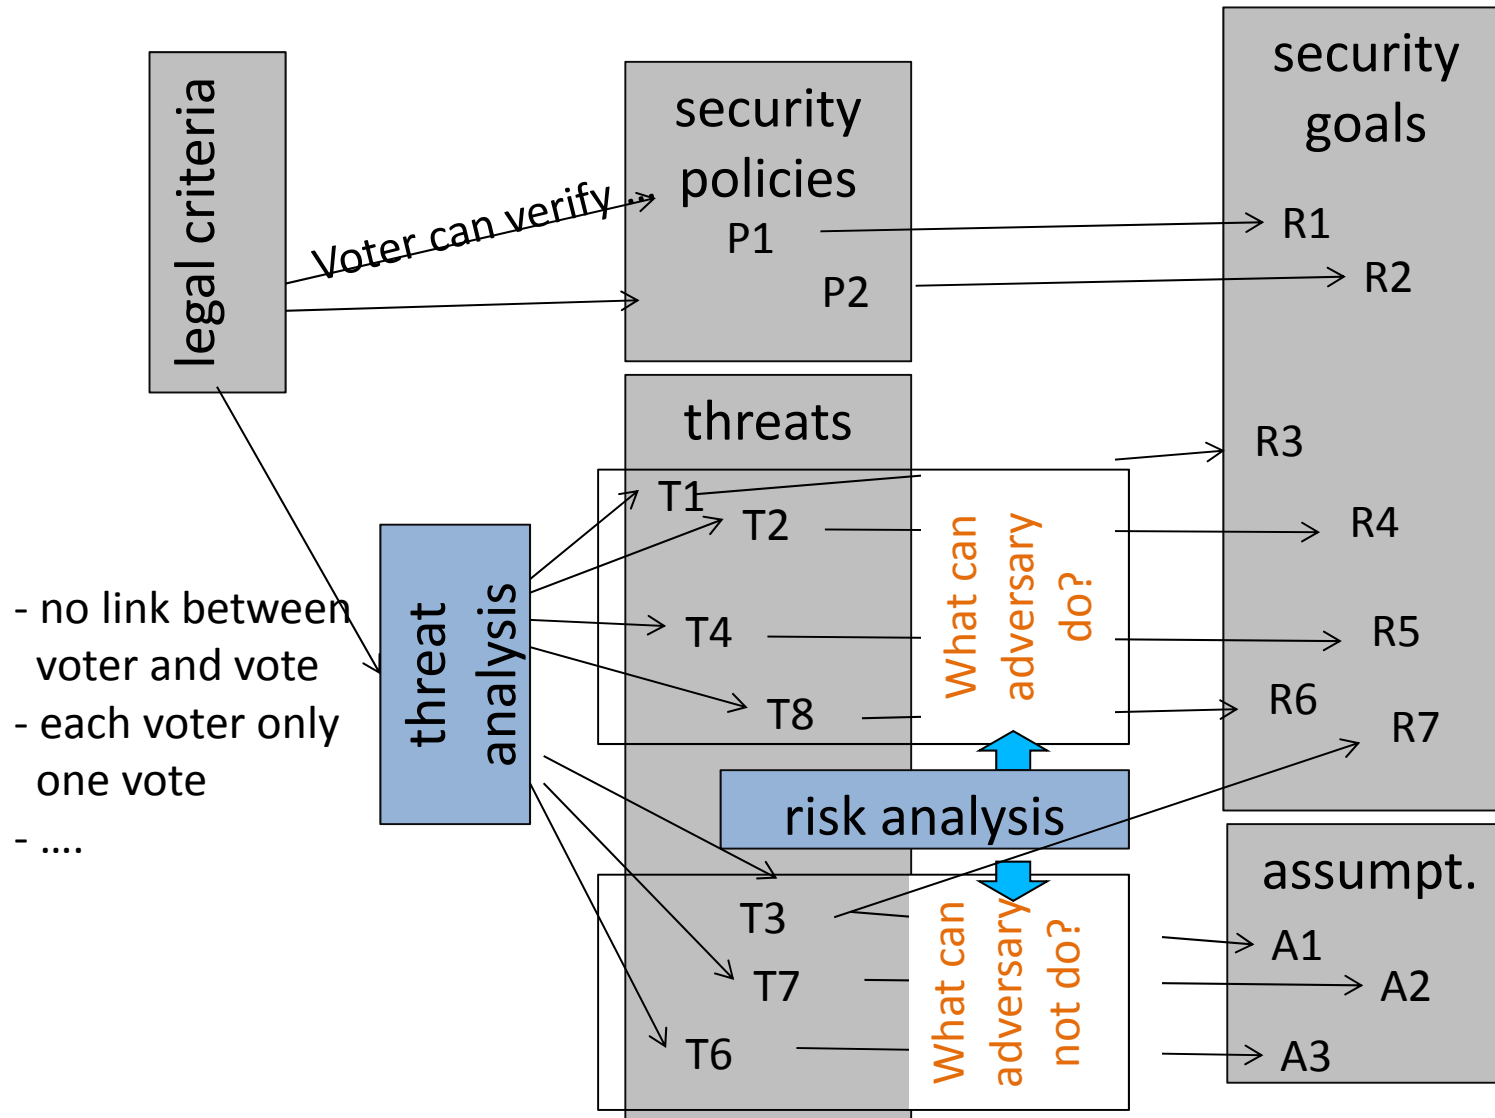 legal criteria
Voter can verify ...
security
policies
P1
P2
security
goals
R1
R2
R3
R4
R5
R6
R7
threats
T1
T2
T4
T8
What can
adversary
do?
threat
analysis
- no link between
voter and vote
- each voter only
one vote
- ....
risk analysis
T3
T7
T6
What can
adversary
not do?
assumpt.
A1
A2
A3